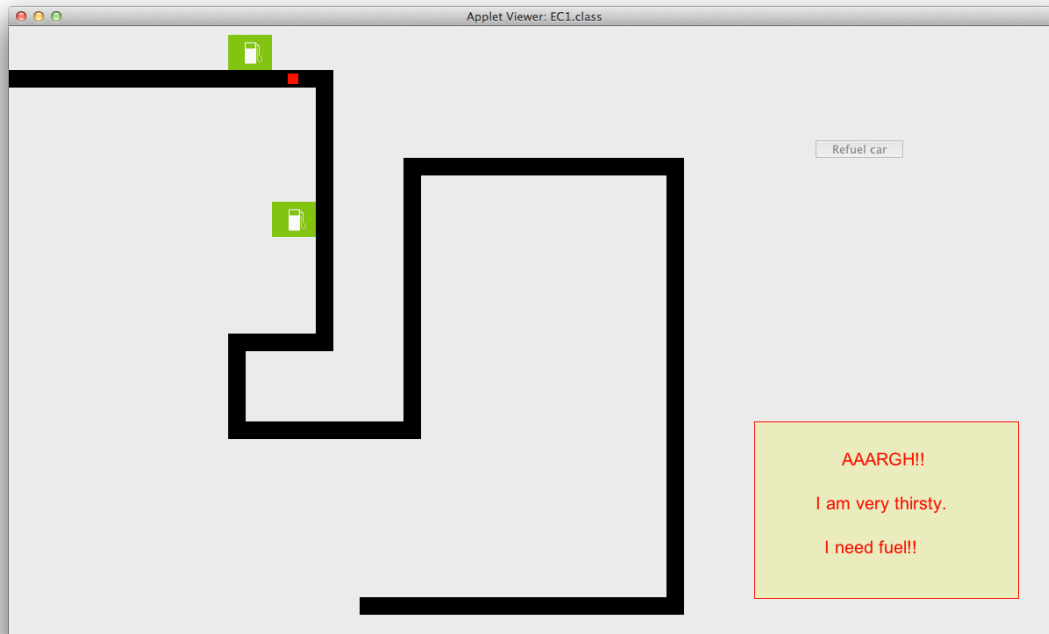 Applet Viewer: EC1.class
Refuel car
AAARGH!!
I am very thirsty.
I need fuel!!